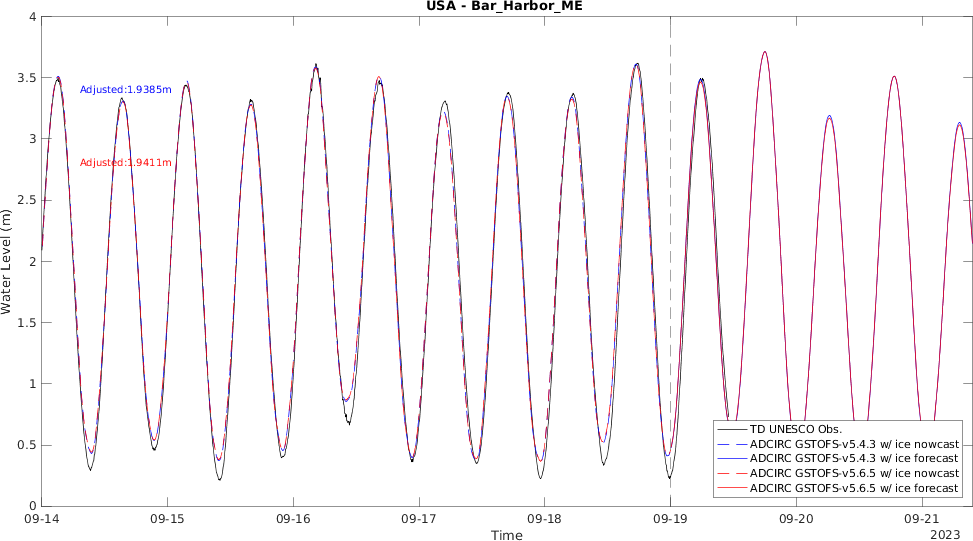 USA - Bar_Harbor_ME
4
3.5
3
2.5
2
1.5
1
0.5
0
Water Level (m)
Adjusted:1.9385m
Adjusted:1.9411m
TD UNESCO Obs.
ADCIRC GSTOFS-v5.4.3 w/ ice nowcast
ADCIRC GSTOFS-v5.4.3 w/ ice forecast
ADCIRC GSTOFS-v5.6.5 w/ ice nowcast
ADCIRC GSTOFS-v5.6.5 w/ ice forecast
09-14 09-15 09-16 09-17 09-18 09-19 09-20 09-21
Time
2023